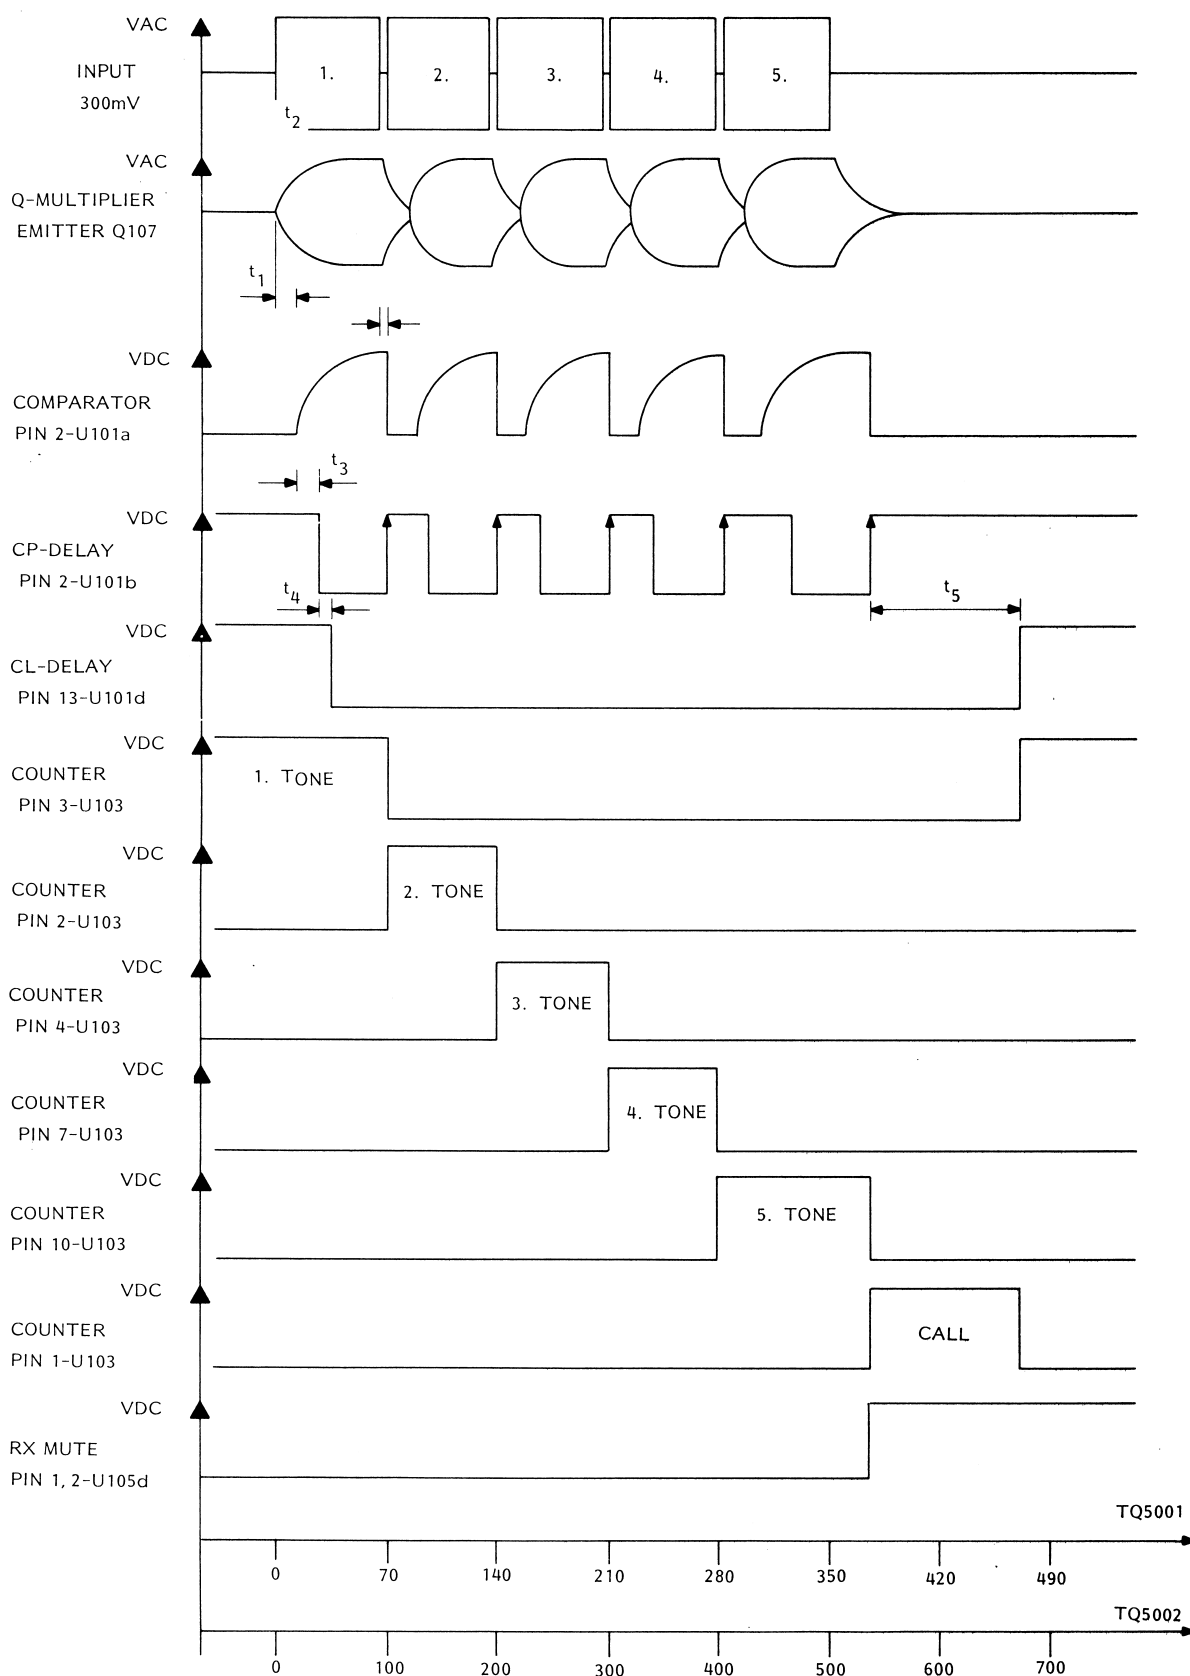 VAC
INPUT
300mV
1.
2.
3.
4.
5.
t2
VAC
Q-MULTIPLIER
EMITTER Q107
t1
VDC
COMPARATOR
PIN 2-U101a
t3
VDC
CP-DELAY
PIN 2-U101b
t4
t5
VDC
CL-DELAY
PIN 13-U101d
VDC
COUNTER
PIN 3-U103
1. TONE
VDC
COUNTER
PIN 2-U103
2. TONE
VDC
COUNTER
PIN 4-U103
3. TONE
VDC
COUNTER
PIN 7-U103
4. TONE
VDC
COUNTER
PIN 10-U103
5. TONE
VDC
COUNTER
PIN 1-U103
CALL
VDC
RX MUTE
PIN 1, 2-U105d
TQ5001
0 70 140 210 280 350 420 490
TQ5002
0 100 200 300 400 500 600 700